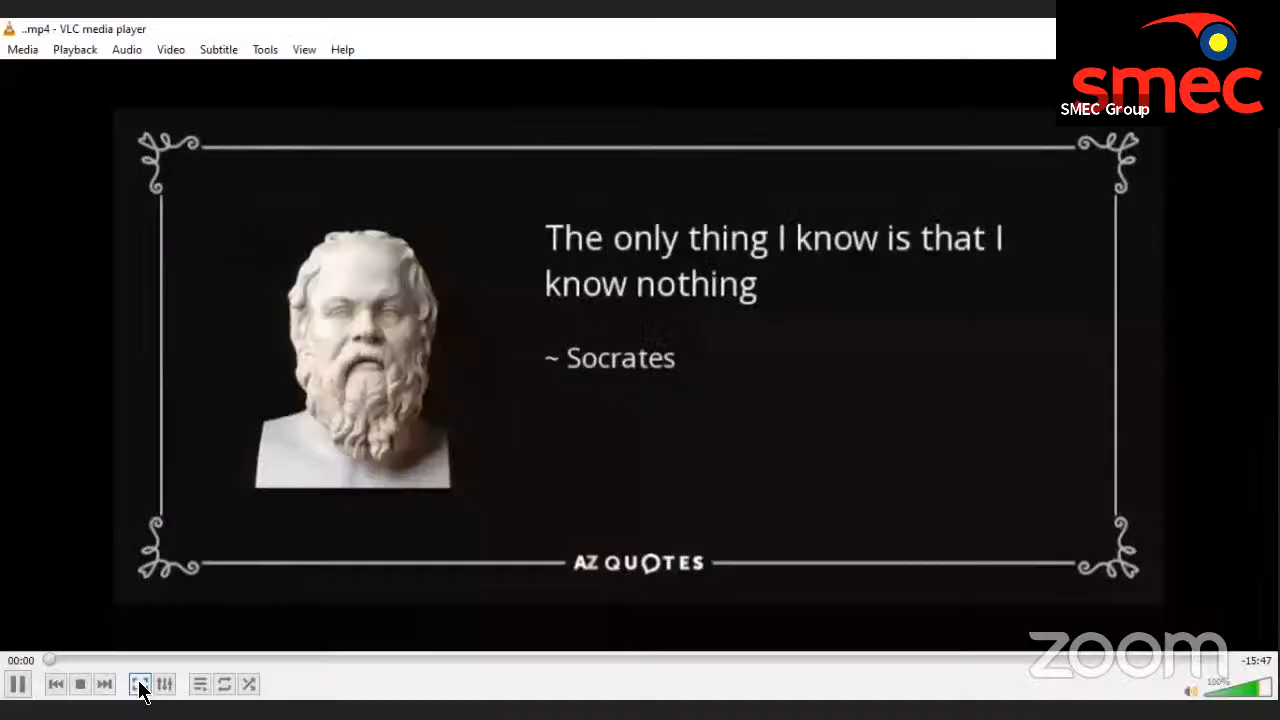 ..mp4 - VLC media player
Media Playback Audio Video Subtitle Tools View Help
smec
SMEC Group
The only thing I know is that I
know nothing
~ Socrates
AZ QUOTES
zoom
00:00
-15:47
100%